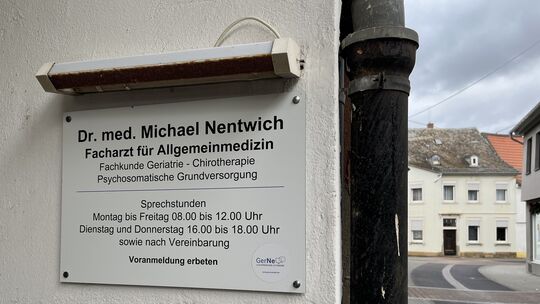 Dr. med. Michael Nentwich
Facharzt für Allgemeinmedizin
Fachkunde Geriatrie - Chirotherapie
Psychosomatische Grundversorgung
Sprechstunden
Montag bis Freitag 08.00 bis 12.00 Uhr
Dienstag und Donnerstag 16.00 bis 18.00 Uhr
sowie nach Vereinbarung
Voranmeldung erbeten
GerNe